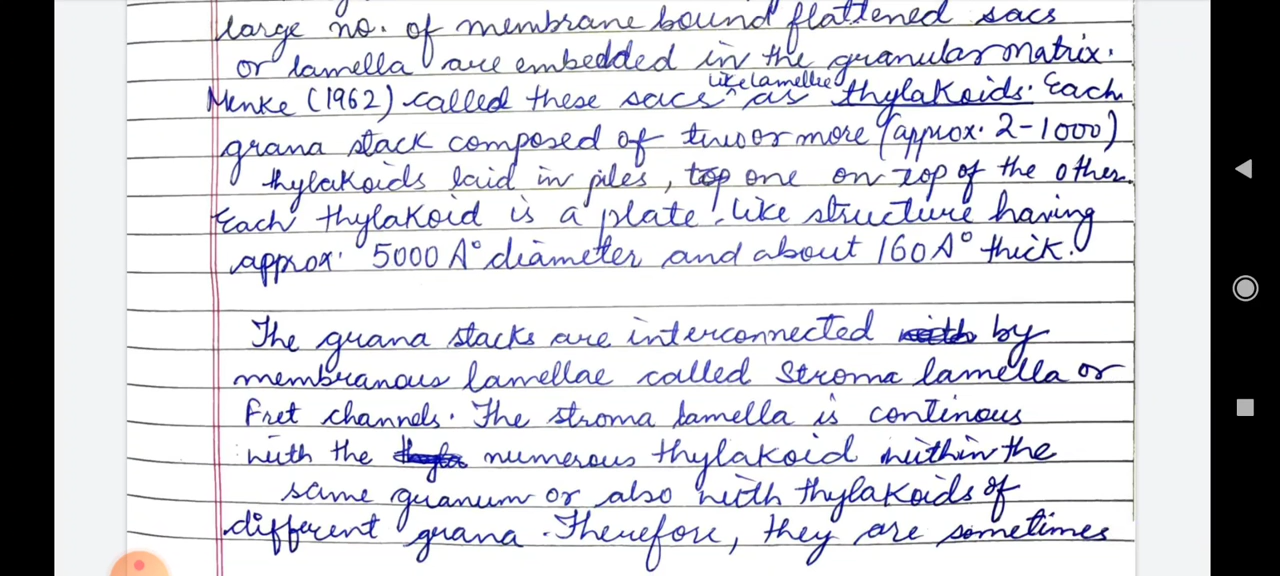 large no. of membrane bound flattened sacs
or lamella are embedded in the granular matrix.
Menke (1962) called these sacs like lamellae as thylakoids. Each
grana stack composed of two or more (approx. 2-1000)
thylakoids laid in piles, top one on top of the other.
Each thylakoid is a plate like structure having
approx. 5000 A° diameter and about 160 A° thick.
The grana stacks are interconnected with by
membranous lamellae called Stroma lamella or
Fret channels. The stroma lamella is continous
with the thyla numerous thylakoid within the
same granum or also with thylakoids of
different grana. Therefore, they are sometimes